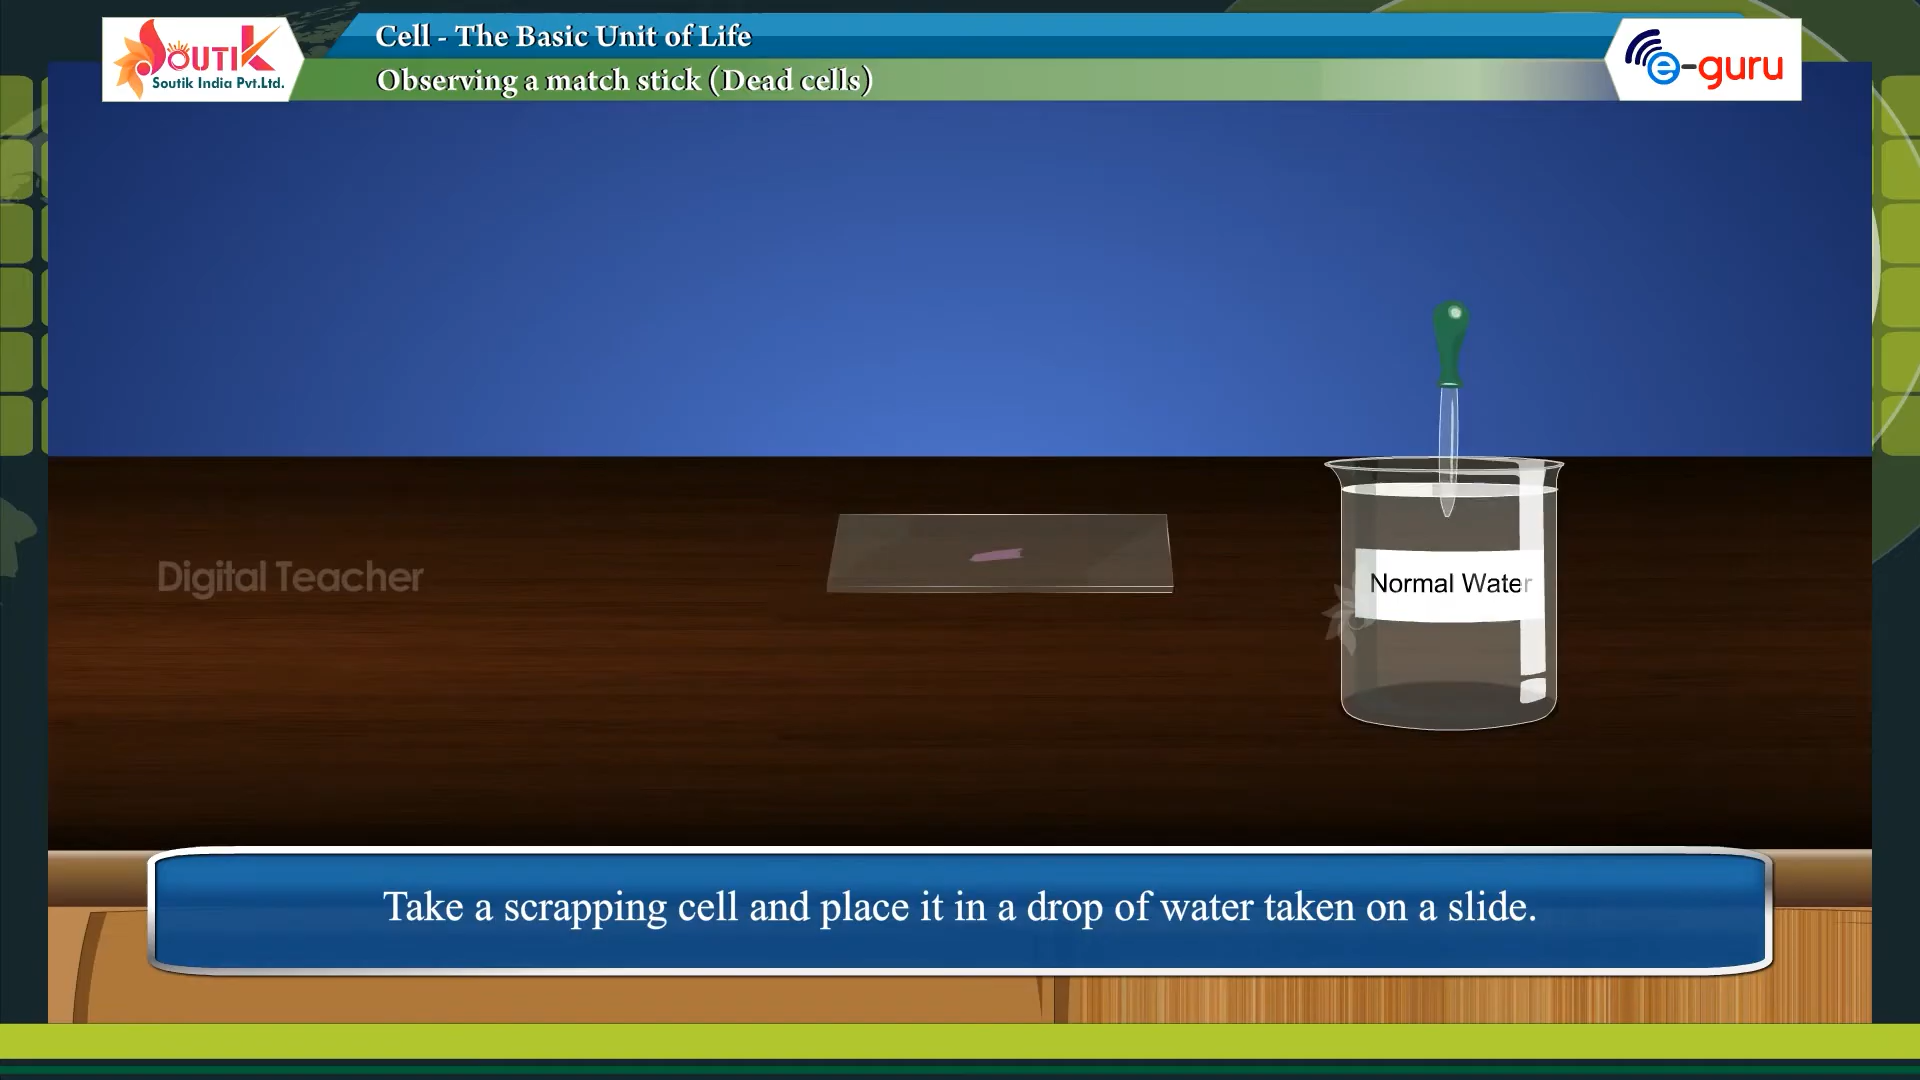 SOUTIK
Soutik India Pvt.Ltd.
Cell - The Basic Unit of Life
Observing a match stick (Dead cells)
e-guru
Digital Teacher
Normal Water
Take a scrapping cell and place it in a drop of water taken on a slide.